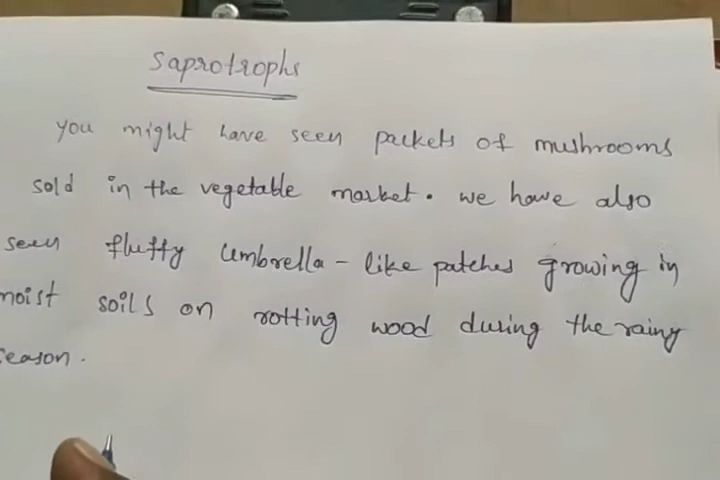 Saprotrophs
you might have seen packets of mushrooms
sold in the vegetable market. we have also
seen fluffy umbrella - like patches growing in
moist soils on rotting wood during the rainy
season.